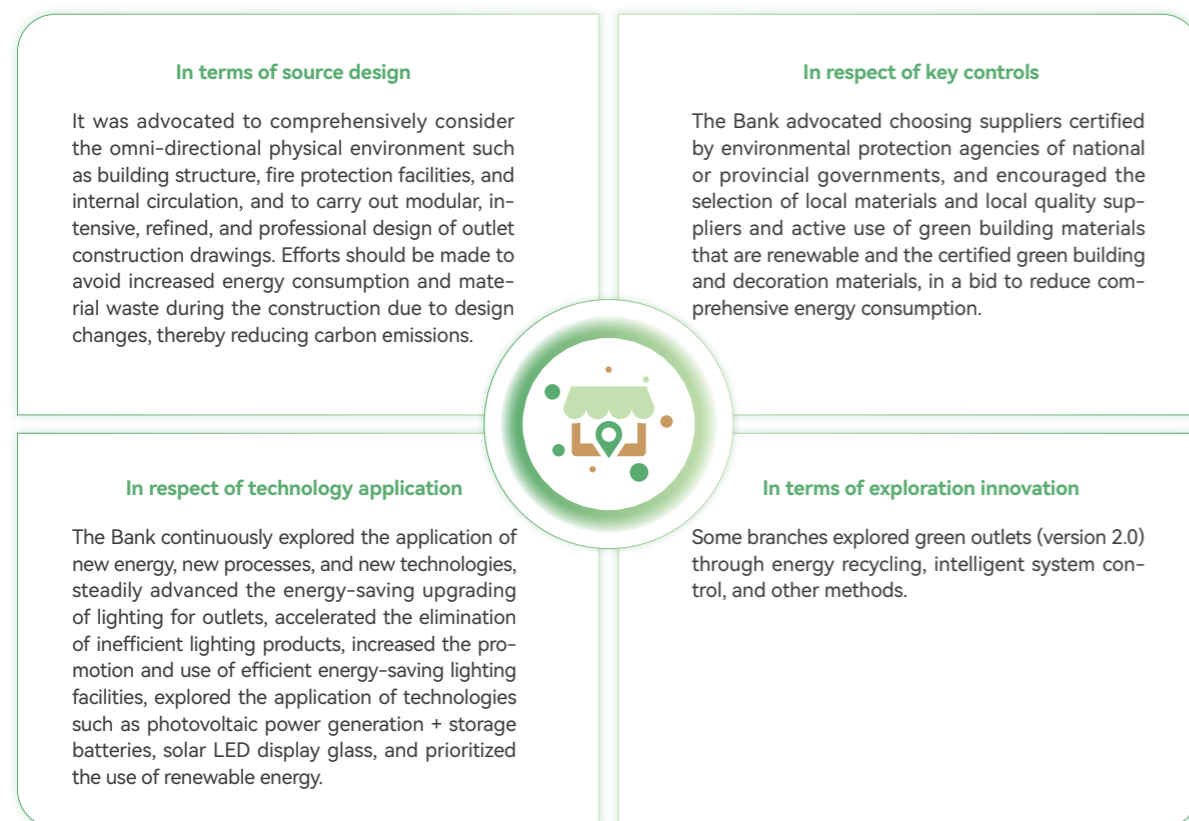 In terms of source design
It was advocated to comprehensively consider
the omni-directional physical environment such
as building structure, fire protection facilities, and
internal circulation, and to carry out modular, in-
tensive, refined, and professional design of outlet
construction drawings. Efforts should be made to
avoid increased energy consumption and mate-
rial waste during the construction due to design
changes, thereby reducing carbon emissions.
In respect of key controls
The Bank advocated choosing suppliers certified
by environmental protection agencies of national
or provincial governments, and encouraged the
selection of local materials and local quality sup-
pliers and active use of green building materials
that are renewable and the certified green building
and decoration materials, in a bid to reduce com-
prehensive energy consumption.
In respect of technology application
The Bank continuously explored the application of
new energy, new processes, and new technologies,
steadily advanced the energy-saving upgrading
of lighting for outlets, accelerated the elimination
of inefficient lighting products, increased the pro-
motion and use of efficient energy-saving lighting
facilities, explored the application of technologies
such as photovoltaic power generation + storage
batteries, solar LED display glass, and prioritized
the use of renewable energy.
In terms of exploration innovation
Some branches explored green outlets (version 2.0)
through energy recycling, intelligent system con-
trol, and other methods.